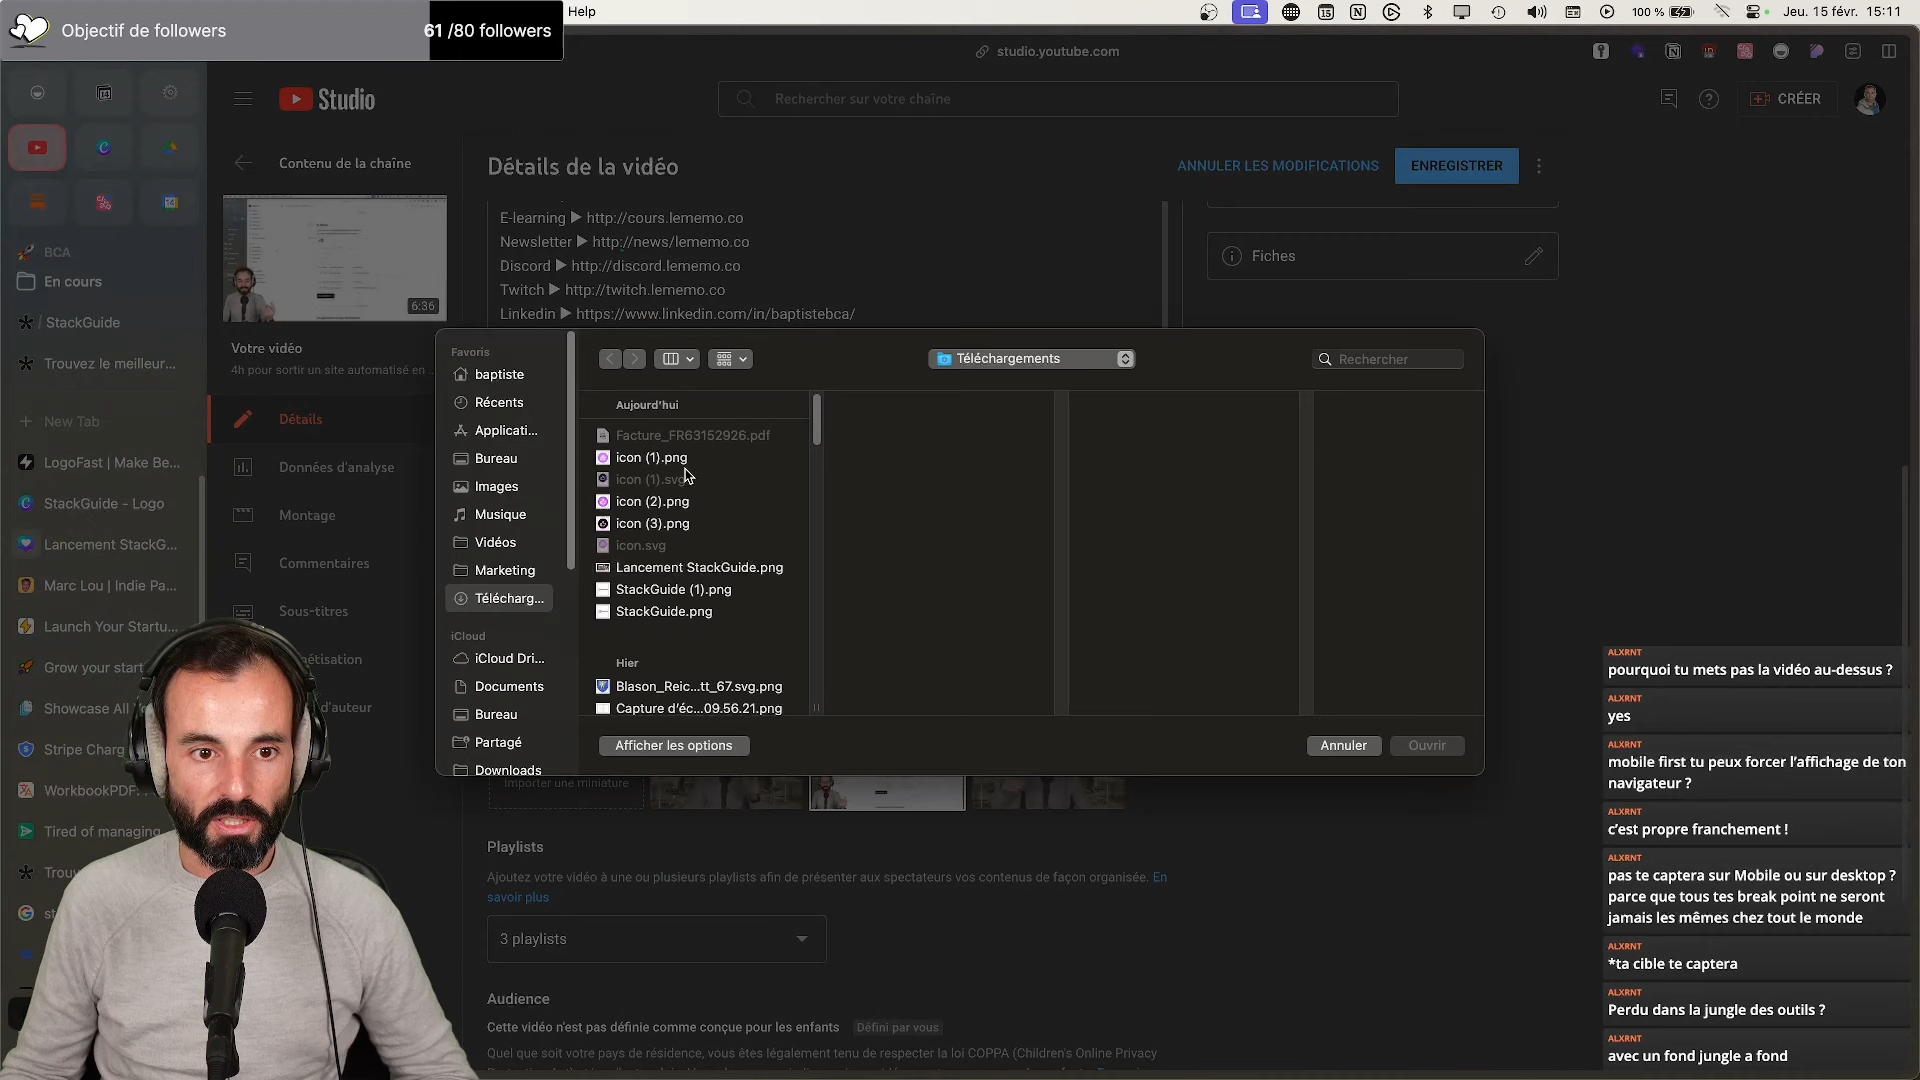 Objectif de followers
61 /80 followers
Help
15
100 %
Jeu. 15 févr. 15:11
studio.youtube.com
Studio
Rechercher sur votre chaîne
CRÉER
Contenu de la chaîne
Détails de la vidéo
ANNULER LES MODIFICATIONS
ENREGISTRER
BCA
En cours
/ StackGuide
Trouvez le meilleur...
New Tab
LogoFast | Make Be...
StackGuide - Logo
Lancement StackG...
Marc Lou | Indie Pa...
Launch Your Startu...
Grow your start
Showcase All Yo
Stripe Charg
WorkbookPDF:
Tired of managing
Trouv
st
6:36
Votre vidéo
4h pour sortir un site automatisé en ...
Détails
Données d'analyse
Montage
Commentaires
Sous-titres
étisation
d'auteur
E-learning ▶ http://cours.lememo.co
Newsletter ▶ http://news/lememo.co
Discord ▶ http://discord.lememo.co
Twitch ▶ http://twitch.lememo.co
Linkedin ▶ https://www.linkedin.com/in/baptistebca/
Fiches
Favoris
baptiste
Récents
Applicati...
Bureau
Images
Musique
Vidéos
Marketing
Télécharg...
iCloud
iCloud Dri...
Documents
Bureau
Partagé
Downloads
Téléchargements
Rechercher
Aujourd'hui
Facture_FR63152926.pdf
icon (1).png
icon (1).svg
icon (2).png
icon (3).png
icon.svg
Lancement StackGuide.png
StackGuide (1).png
StackGuide.png
Hier
Blason_Reic...tt_67.svg.png
Capture d'éc...09.56.21.png
Afficher les options
Annuler
Ouvrir
Importer une miniature
Playlists
Ajoutez votre vidéo à une ou plusieurs playlists afin de présenter aux spectateurs vos contenus de façon organisée. En
savoir plus
3 playlists
Audience
Cette vidéo n'est pas définie comme conçue pour les enfants
Défini par vous
Quel que soit votre pays de résidence, vous êtes légalement tenu de respecter la loi COPPA (Children's Online Privacy
ALXRNT
pourquoi tu mets pas la vidéo au-dessus ?
ALXRNT
yes
ALXRNT
mobile first tu peux forcer l'affichage de ton
navigateur ?
ALXRNT
c'est propre franchement !
ALXRNT
pas te captera sur Mobile ou sur desktop ?
parce que tous tes break point ne seront
jamais les mêmes chez tout le monde
ALXRNT
*ta cible te captera
ALXRNT
Perdu dans la jungle des outils ?
ALXRNT
avec un fond jungle a fond